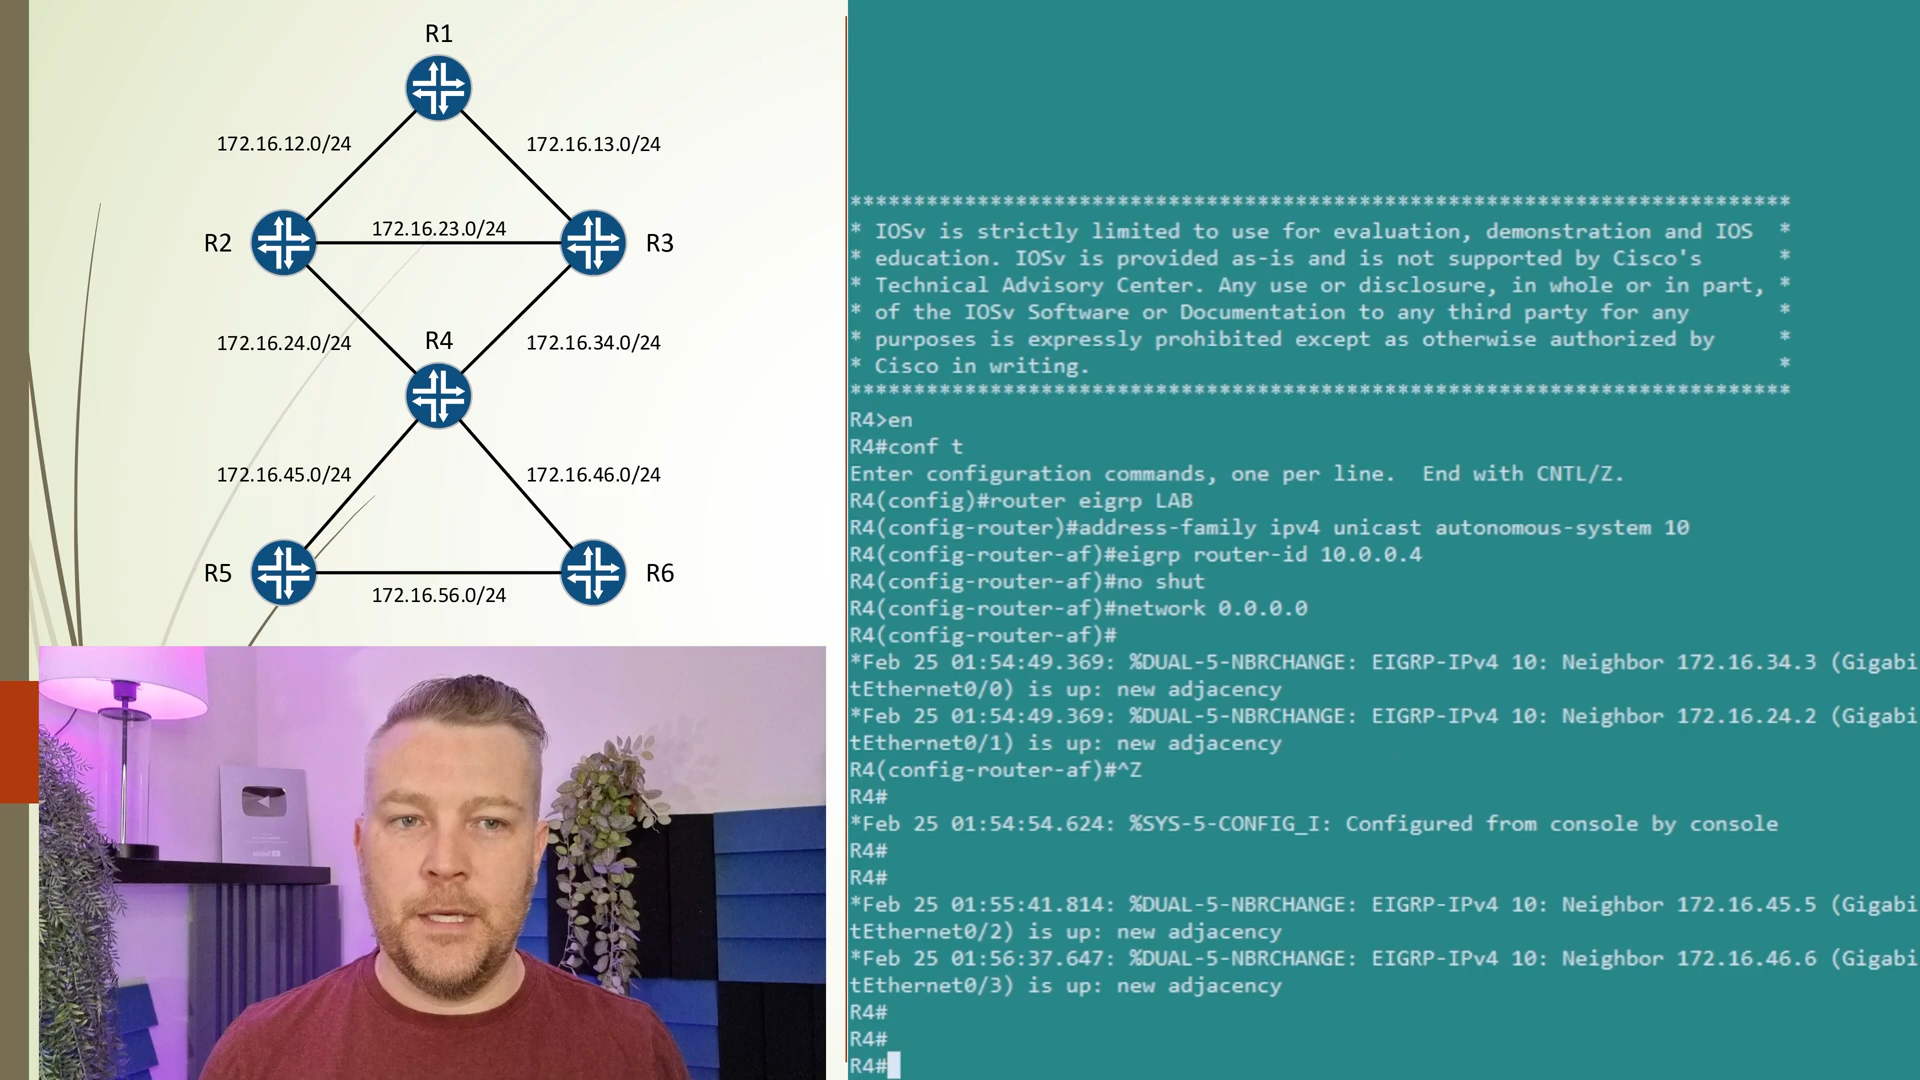 R1
172.16.12.0/24
172.16.13.0/24
R2
172.16.23.0/24
R3
172.16.24.0/24
R4
172.16.34.0/24
172.16.45.0/24
172.16.46.0/24
R5
172.16.56.0/24
R6
**************************************************************************
* IOSv is strictly limited to use for evaluation, demonstration and IOS  *
* education. IOSv is provided as-is and is not supported by Cisco's      *
* Technical Advisory Center. Any use or disclosure, in whole or in part, *
* of the IOSv Software or Documentation to any third party for any       *
* purposes is expressly prohibited except as otherwise authorized by     *
* Cisco in writing.                                                      *
**************************************************************************
R4>en
R4#conf t
Enter configuration commands, one per line.  End with CNTL/Z.
R4(config)#router eigrp LAB
R4(config-router)#address-family ipv4 unicast autonomous-system 10
R4(config-router-af)#eigrp router-id 10.0.0.4
R4(config-router-af)#no shut
R4(config-router-af)#network 0.0.0.0
R4(config-router-af)#
*Feb 25 01:54:49.369: %DUAL-5-NBRCHANGE: EIGRP-IPv4 10: Neighbor 172.16.34.3 (Gigabi
tEthernet0/0) is up: new adjacency
*Feb 25 01:54:49.369: %DUAL-5-NBRCHANGE: EIGRP-IPv4 10: Neighbor 172.16.24.2 (Gigabi
tEthernet0/1) is up: new adjacency
R4(config-router-af)#^Z
R4#
*Feb 25 01:54:54.624: %SYS-5-CONFIG_I: Configured from console by console
R4#
R4#
*Feb 25 01:55:41.814: %DUAL-5-NBRCHANGE: EIGRP-IPv4 10: Neighbor 172.16.45.5 (Gigabi
tEthernet0/2) is up: new adjacency
*Feb 25 01:56:37.647: %DUAL-5-NBRCHANGE: EIGRP-IPv4 10: Neighbor 172.16.46.6 (Gigabi
tEthernet0/3) is up: new adjacency
R4#
R4#
R4#